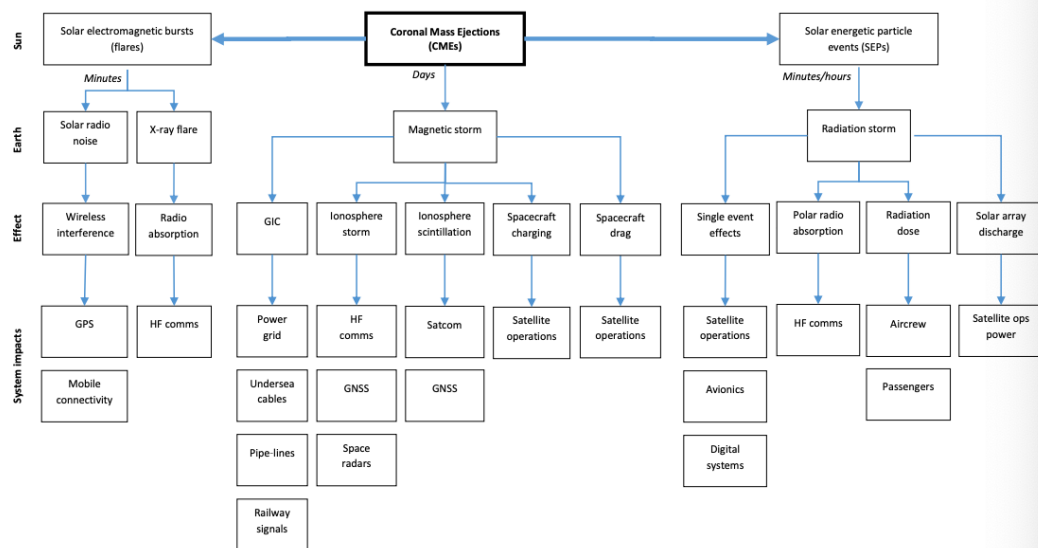 Sun
Solar electromagnetic bursts
(flares)
Coronal Mass Ejections
(CMEs)
Solar energetic particle
events (SEPs)
Minutes
Days
Minutes/hours
Earth
Solar radio
noise
X-ray flare
Magnetic storm
Radiation storm
Effect
Wireless
interference
Radio
absorption
GIC
Ionosphere
storm
Ionosphere
scintillation
Spacecraft
charging
Spacecraft
drag
Single event
effects
Polar radio
absorption
Radiation
dose
Solar array
discharge
System impacts
GPS
HF comms
Power
grid
HF
comms
Satcom
Satellite
operations
Satellite
operations
Satellite
operations
HF comms
Aircrew
Satellite ops
power
Mobile
connectivity
Undersea
cables
GNSS
GNSS
Avionics
Passengers
Pipe-lines
Space
radars
Digital
systems
Railway
signals